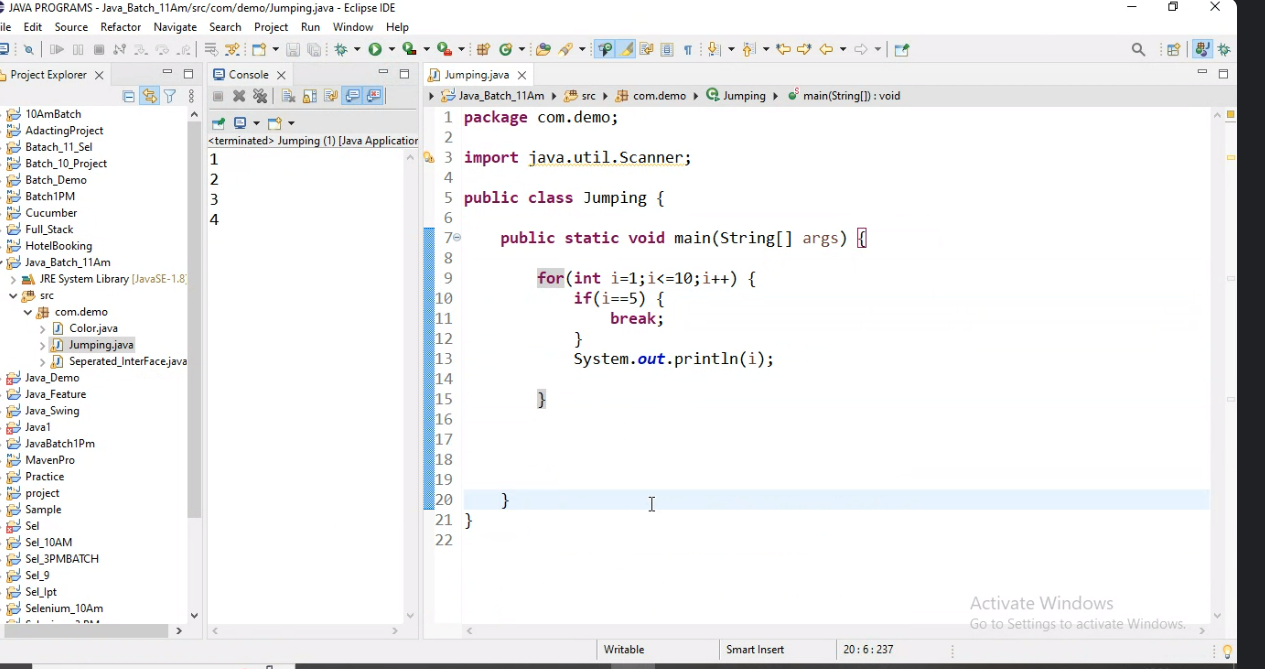 JAVA PROGRAMS - Java_Batch_11Am/src/com/demo/Jumping.java - Eclipse IDE
Edit Source Refactor Navigate Search Project Run Window Help
Project Explorer
10AmBatch
AdactingProject
Batach_11_Sel
Batch_10_Project
Batch_Demo
Batch1PM
Cucumber
Full_Stack
HotelBooking
Java_Batch_11Am
JRE System Library [JavaSE-1.8]
src
com.demo
Color.java
Jumping.java
Seperated_InterFace.java
Java_Demo
Java_Feature
Java_Swing
Java1
JavaBatch1Pm
MavenPro
Practice
project
Sample
Sel
Sel_10AM
Sel_3PMBATCH
Sel_9
Sel_Ipt
Selenium_10Am
Console
<terminated> Jumping (1) [Java Application
1
2
3
4
Jumping.java
Java_Batch_11Am src com.demo Jumping main(String[]) : void
1 package com.demo;
2
3 import java.util.Scanner;
4
5 public class Jumping {
6
7 public static void main(String[] args) {
8
9 for(int i=1;i<=10;i++) {
10 if(i==5) {
11 break;
12 }
13 System.out.println(i);
14
15 }
16
17
18
19
20 }
21 }
22
Activate Windows
Go to Settings to activate Windows.
Writable Smart Insert 20 : 6 : 237